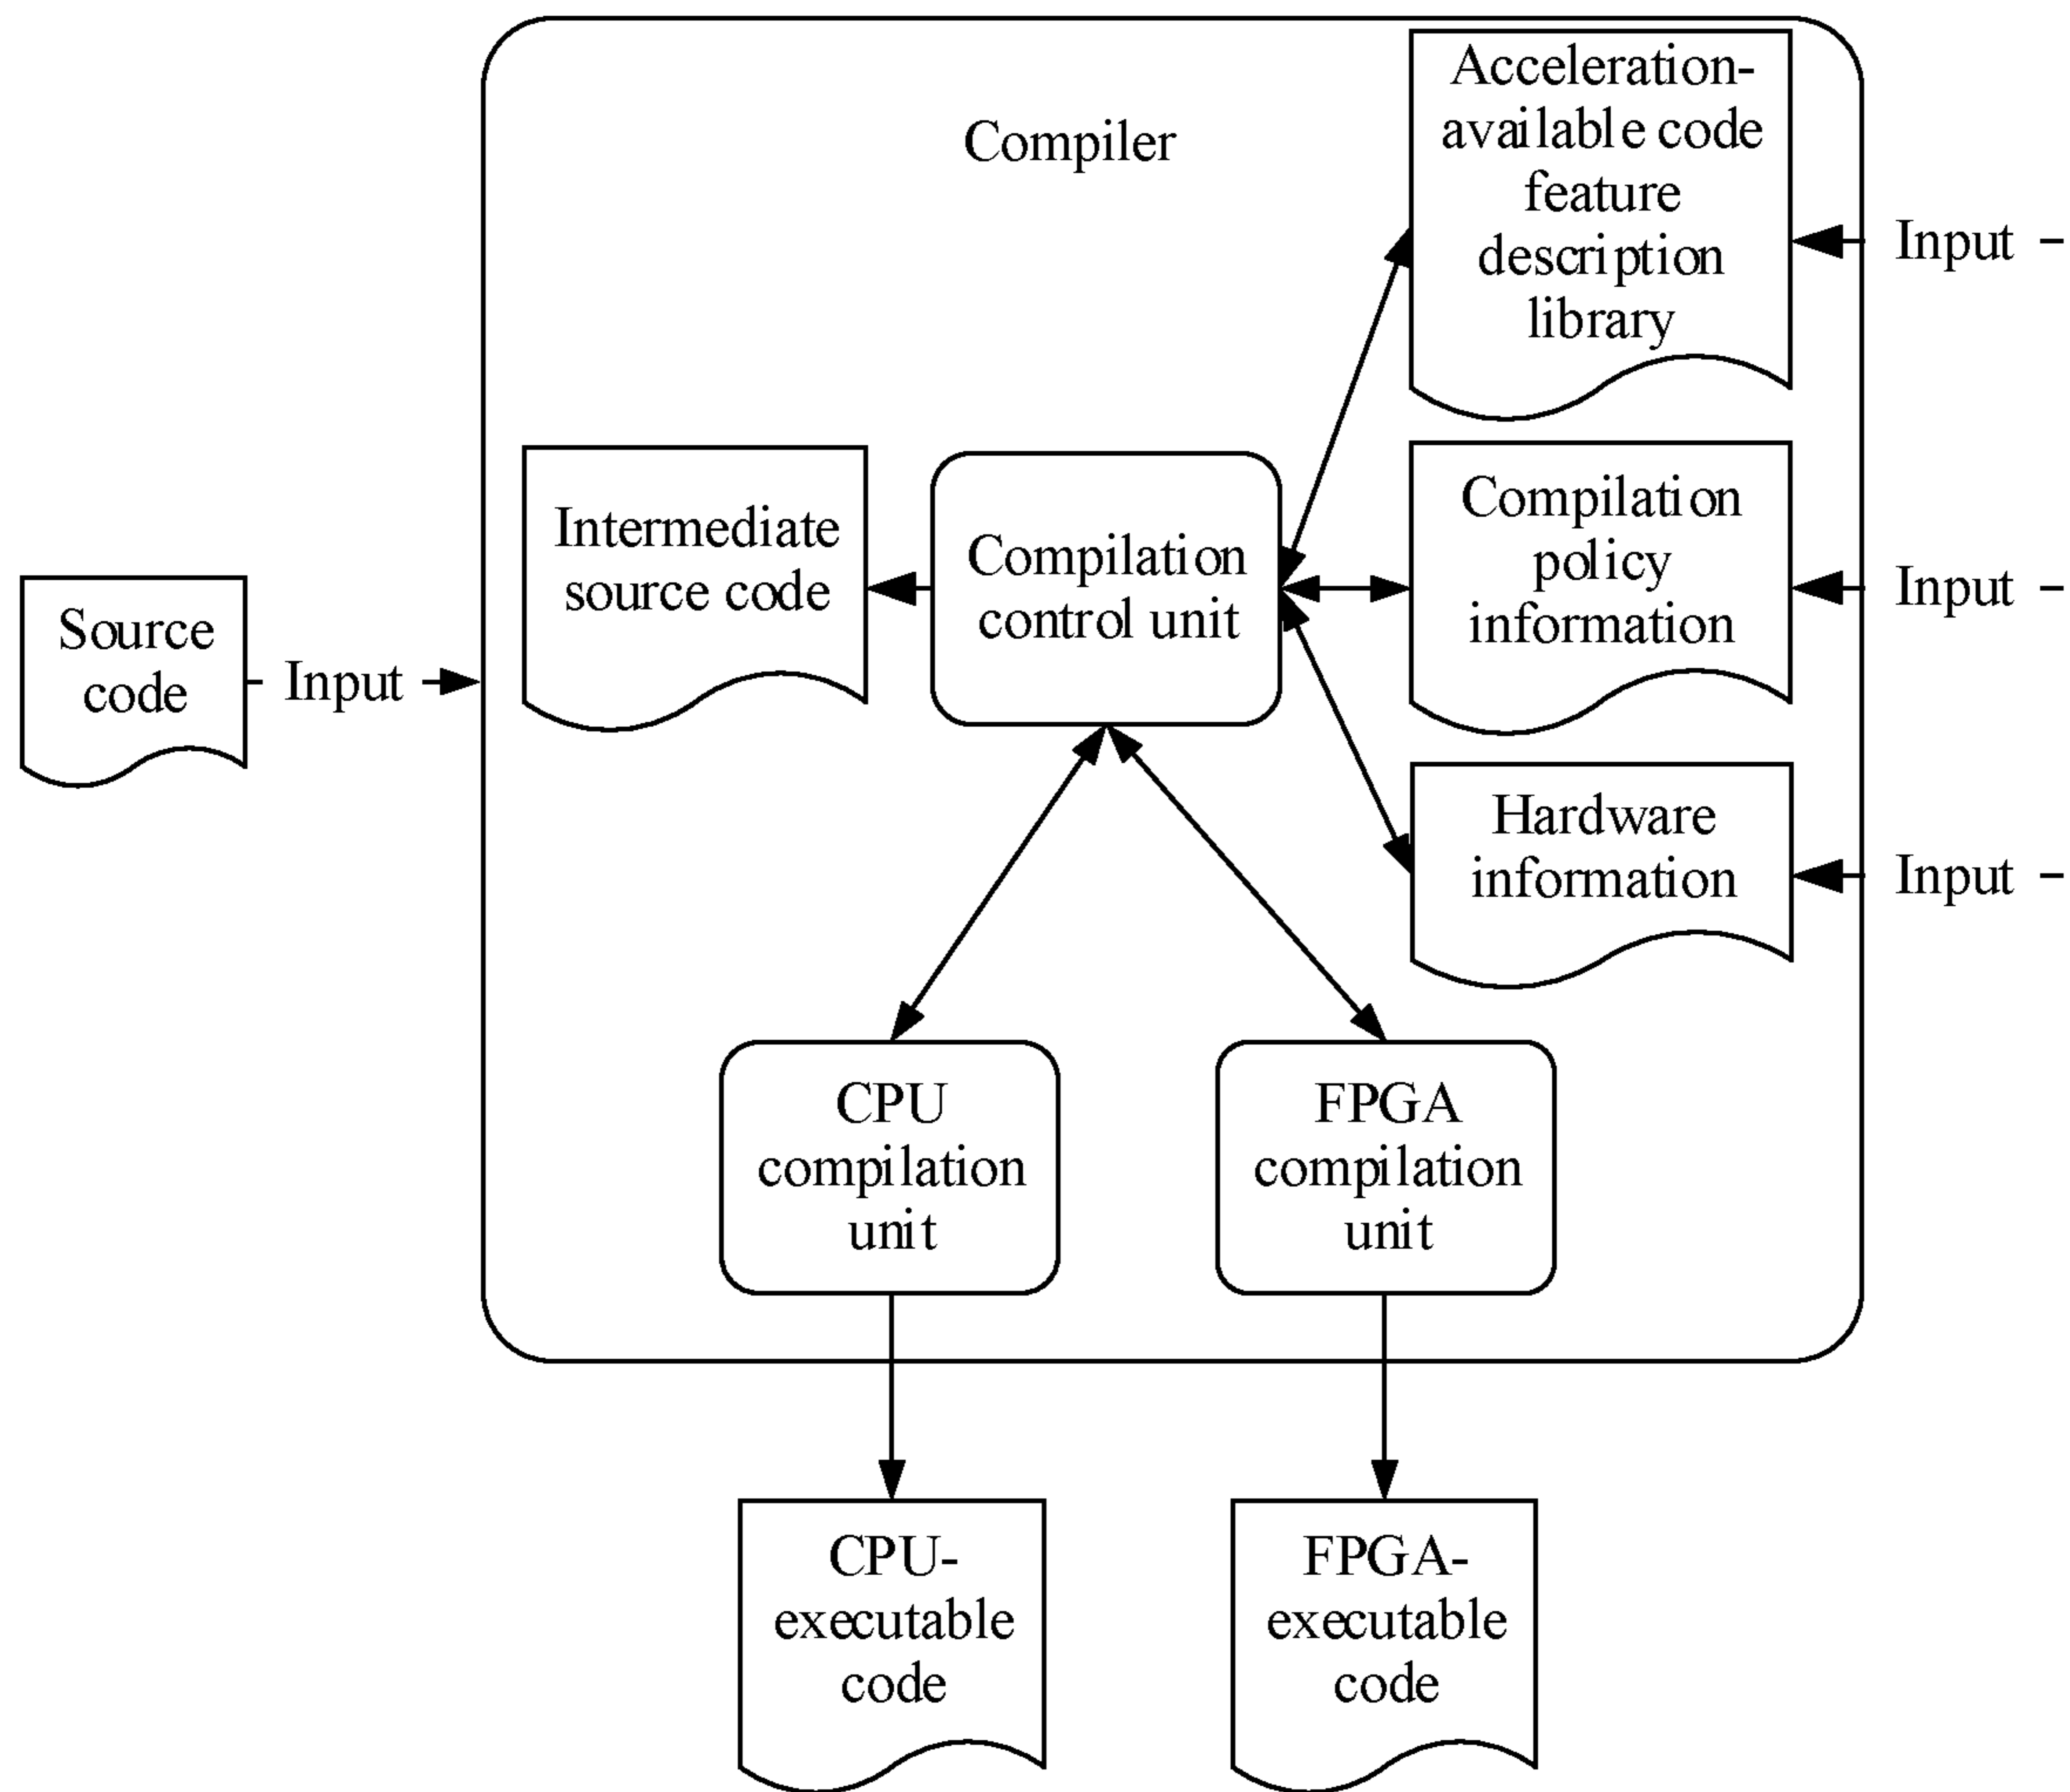 Compiler
Acceleration-
available code
feature
description
library
Input
Intermediate
source code
Compilation
control unit
Compilation
policy
information
Input
Source
code
Input
Hardware
information
Input
CPU
compilation
unit
FPGA
compilation
unit
CPU-
executable
code
FPGA-
executable
code